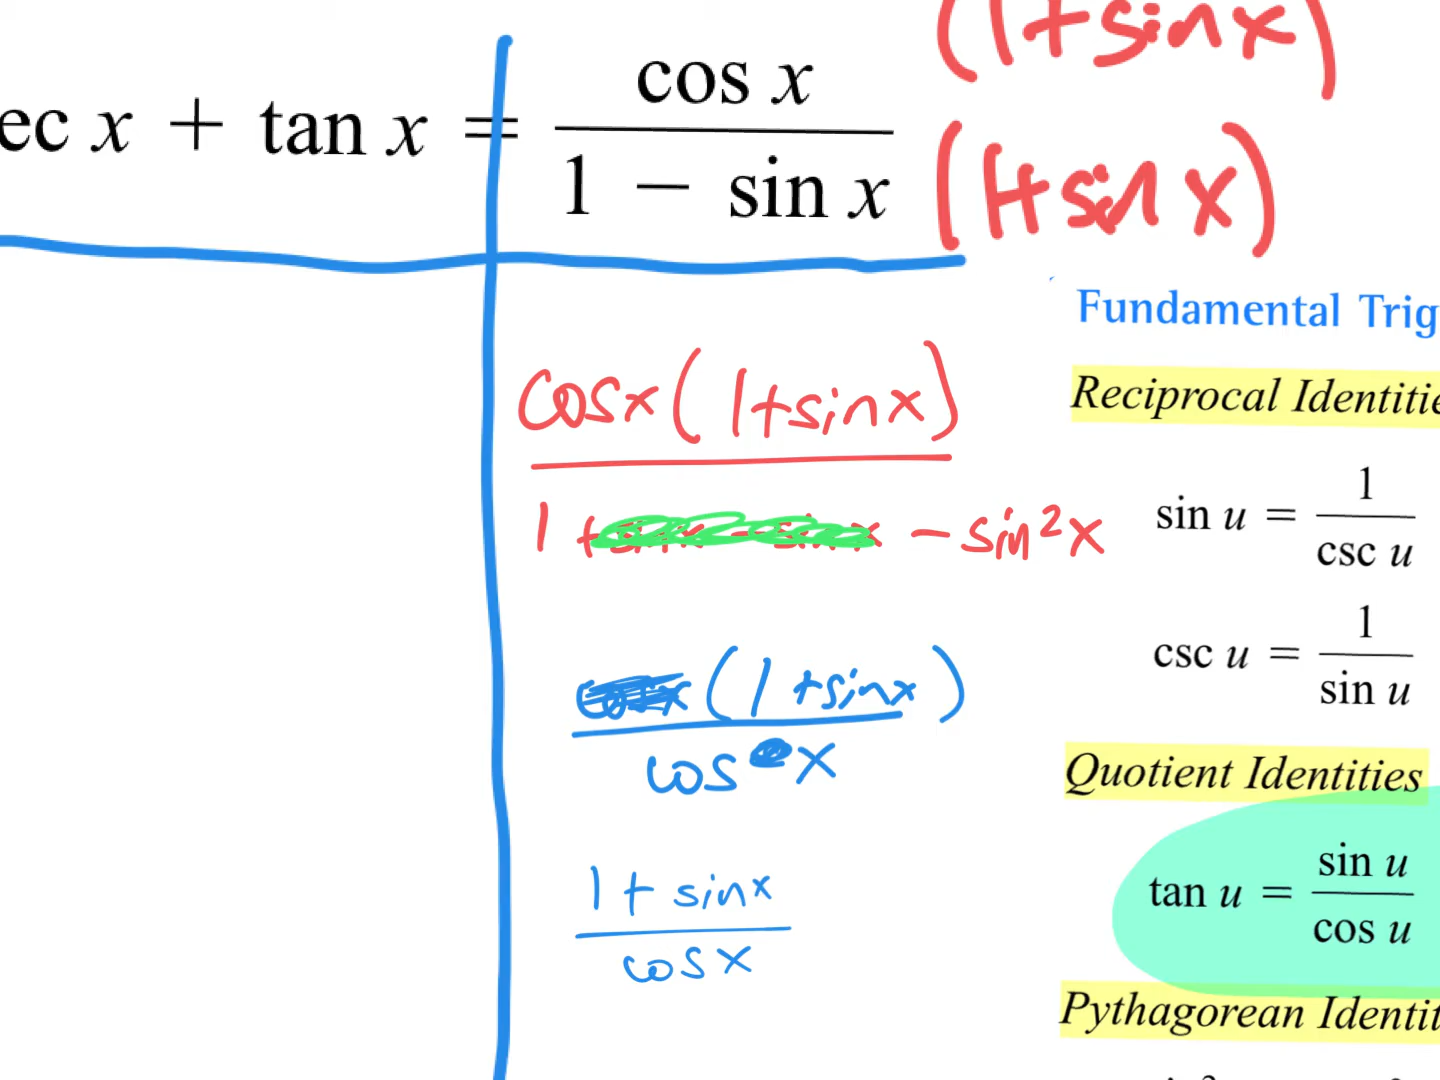 (1+sinx)
ec x + tan x = cos x / 1 − sin x (1+sin x)
Fundamental Trig
cosx(1+sinx)
Reciprocal Identitie
sin u = 1 / csc u
1 + − sin²x
csc u = 1 / sin u
(1+sinx)
cos x
Quotient Identities
tan u = sin u / cos u
1 + sinx
cosx
Pythagorean Identit